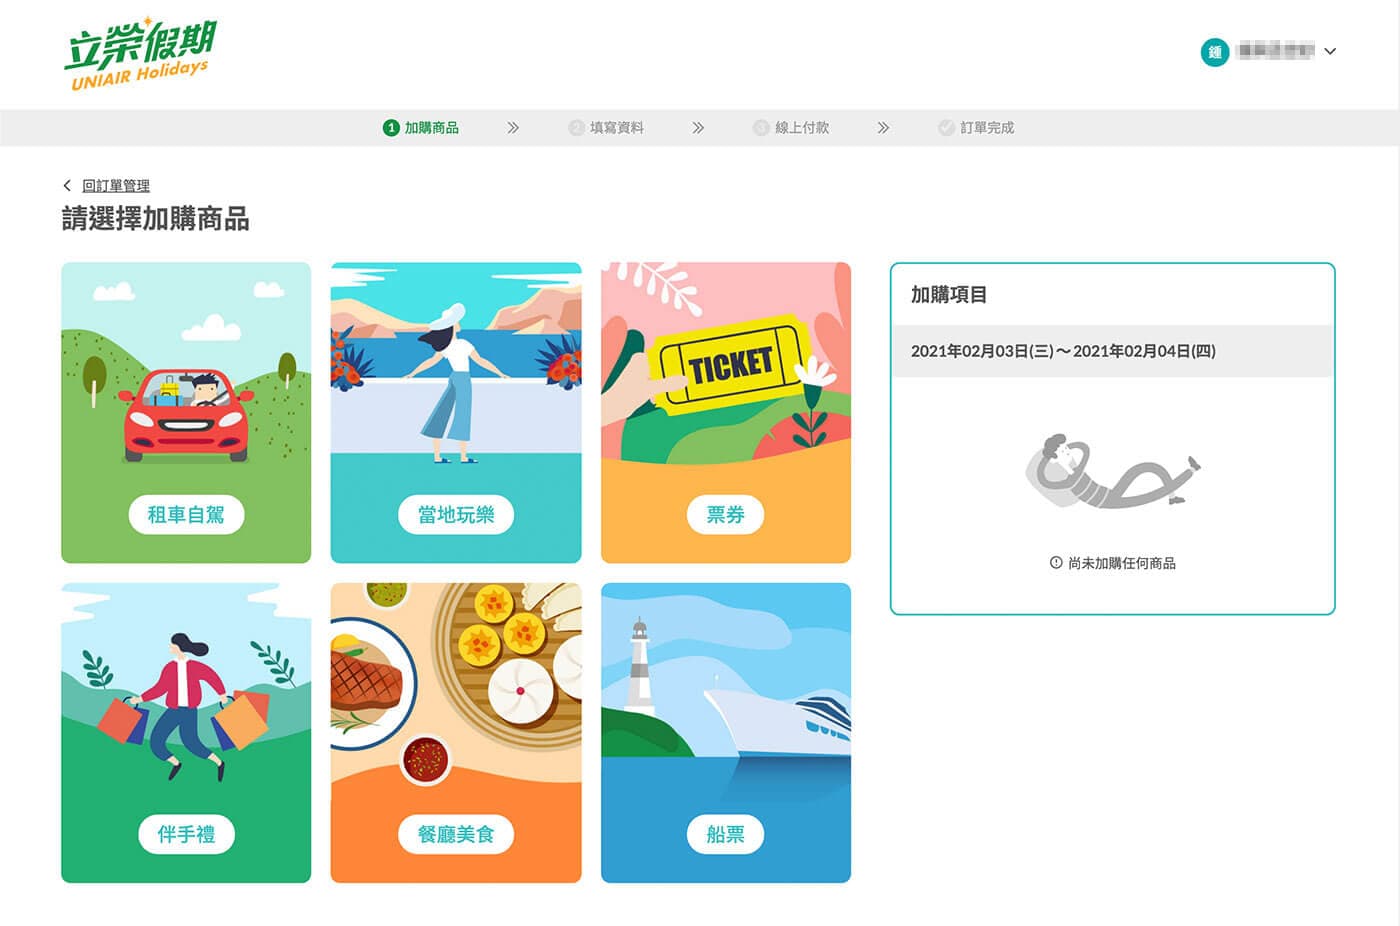 立榮假期
UNIAIR Holidays
鍾
1 加購商品
2 填寫資料
3 線上付款
訂單完成
回訂單管理
請選擇加購商品
租車自駕
TICKET
當地玩樂
票券
伴手禮
餐廳美食
船票
加購項目
2021年02月03日(三)～2021年02月04日(四)
尚未加購任何商品